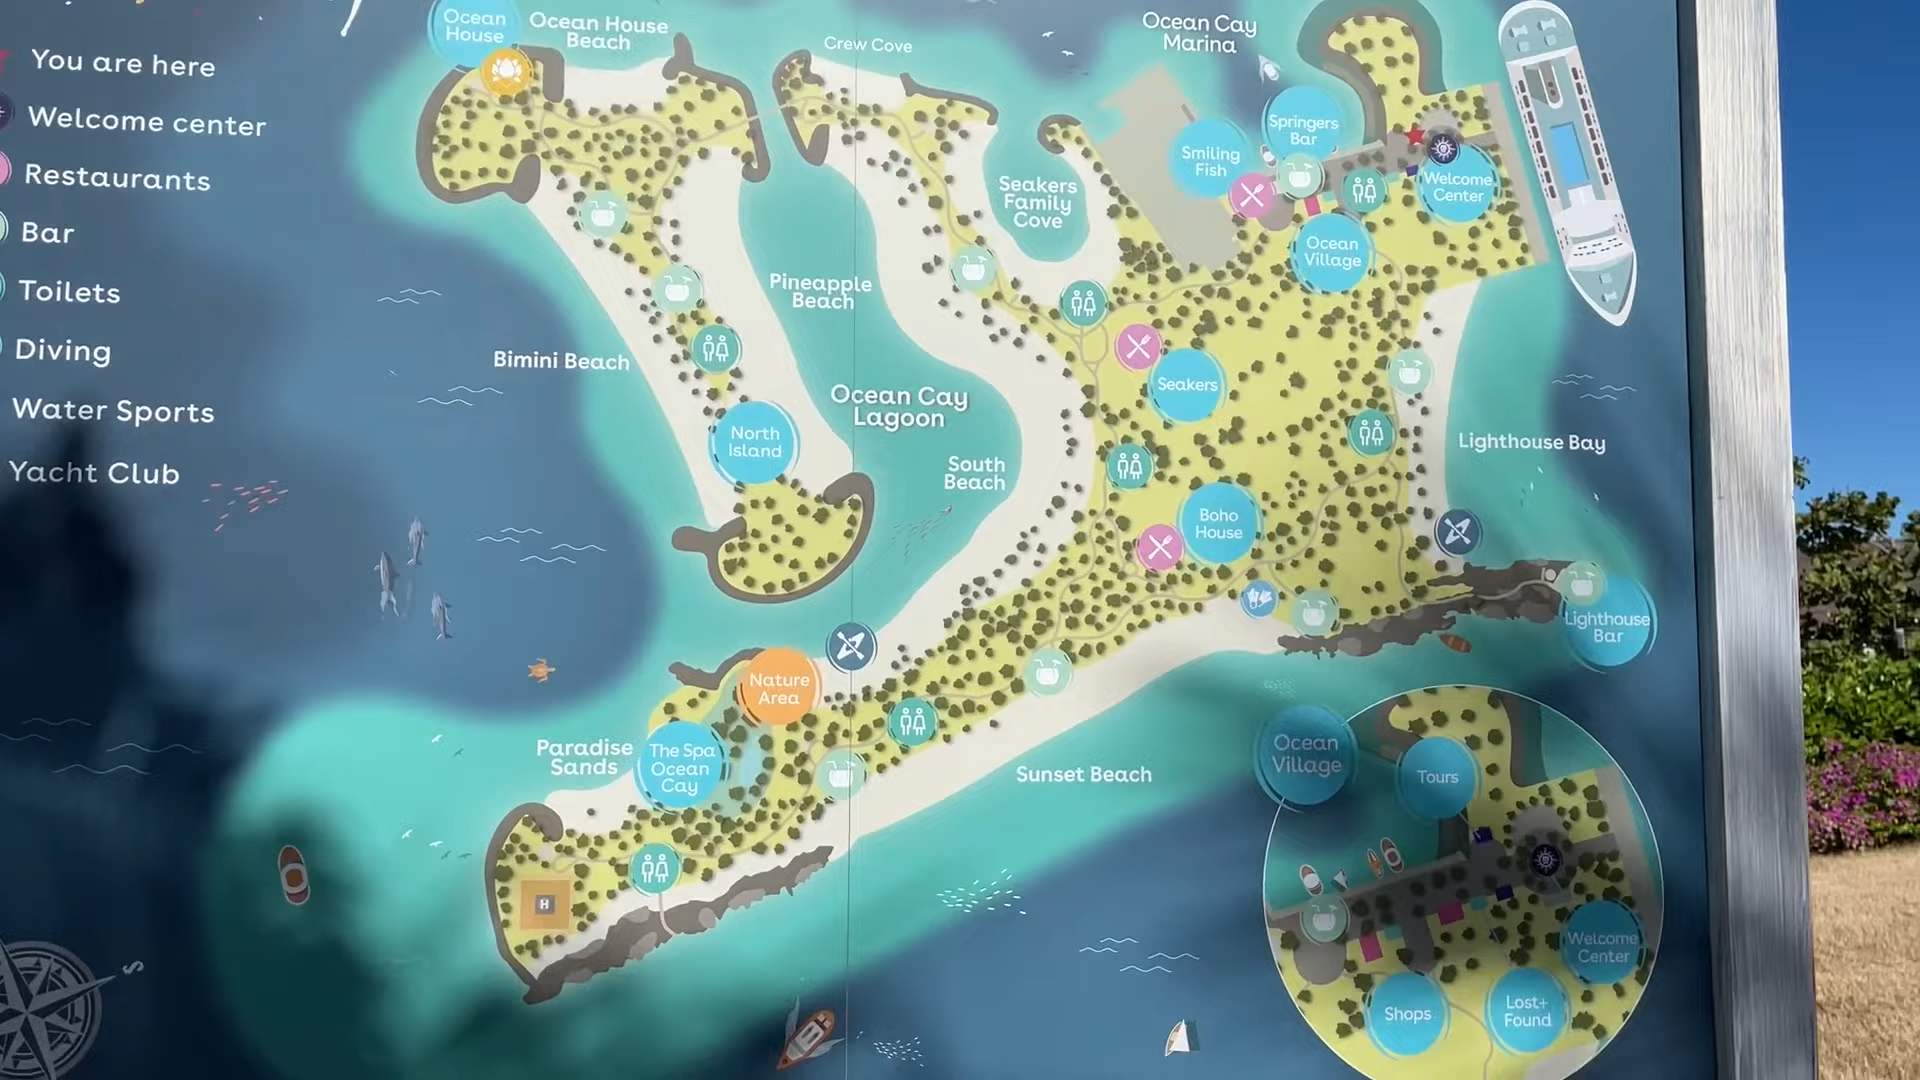 You are here
Welcome center
Restaurants
Bar
Toilets
Diving
Water Sports
Yacht Club
Ocean
House
Ocean House
Beach
Crew Cove
Ocean Cay
Marina
Springers
Bar
Smiling
Fish
Welcome
Center
Seakers
Family
Cove
Ocean
Village
Pineapple
Beach
Bimini Beach
Ocean Cay
Lagoon
Seakers
North
Island
South
Beach
Lighthouse Bay
Boho
House
Lighthouse
Bar
Nature
Area
Paradise
Sands
The Spa
Ocean
Cay
Sunset Beach
H
Ocean
Village
Tours
Welcome
Center
Shops
Lost+
Found
S